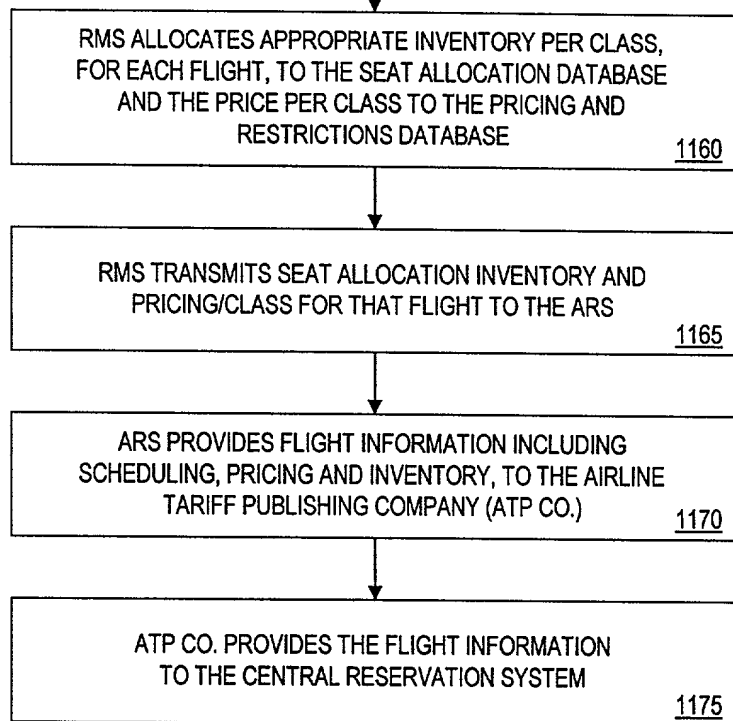 RMS ALLOCATES APPROPRIATE INVENTORY PER CLASS,
FOR EACH FLIGHT, TO THE SEAT ALLOCATION DATABASE
AND THE PRICE PER CLASS TO THE PRICING AND
RESTRICTIONS DATABASE
1160
RMS TRANSMITS SEAT ALLOCATION INVENTORY AND
PRICING/CLASS FOR THAT FLIGHT TO THE ARS
1165
ARS PROVIDES FLIGHT INFORMATION INCLUDING
SCHEDULING, PRICING AND INVENTORY, TO THE AIRLINE
TARIFF PUBLISHING COMPANY (ATP CO.)
1170
ATP CO. PROVIDES THE FLIGHT INFORMATION
TO THE CENTRAL RESERVATION SYSTEM
1175